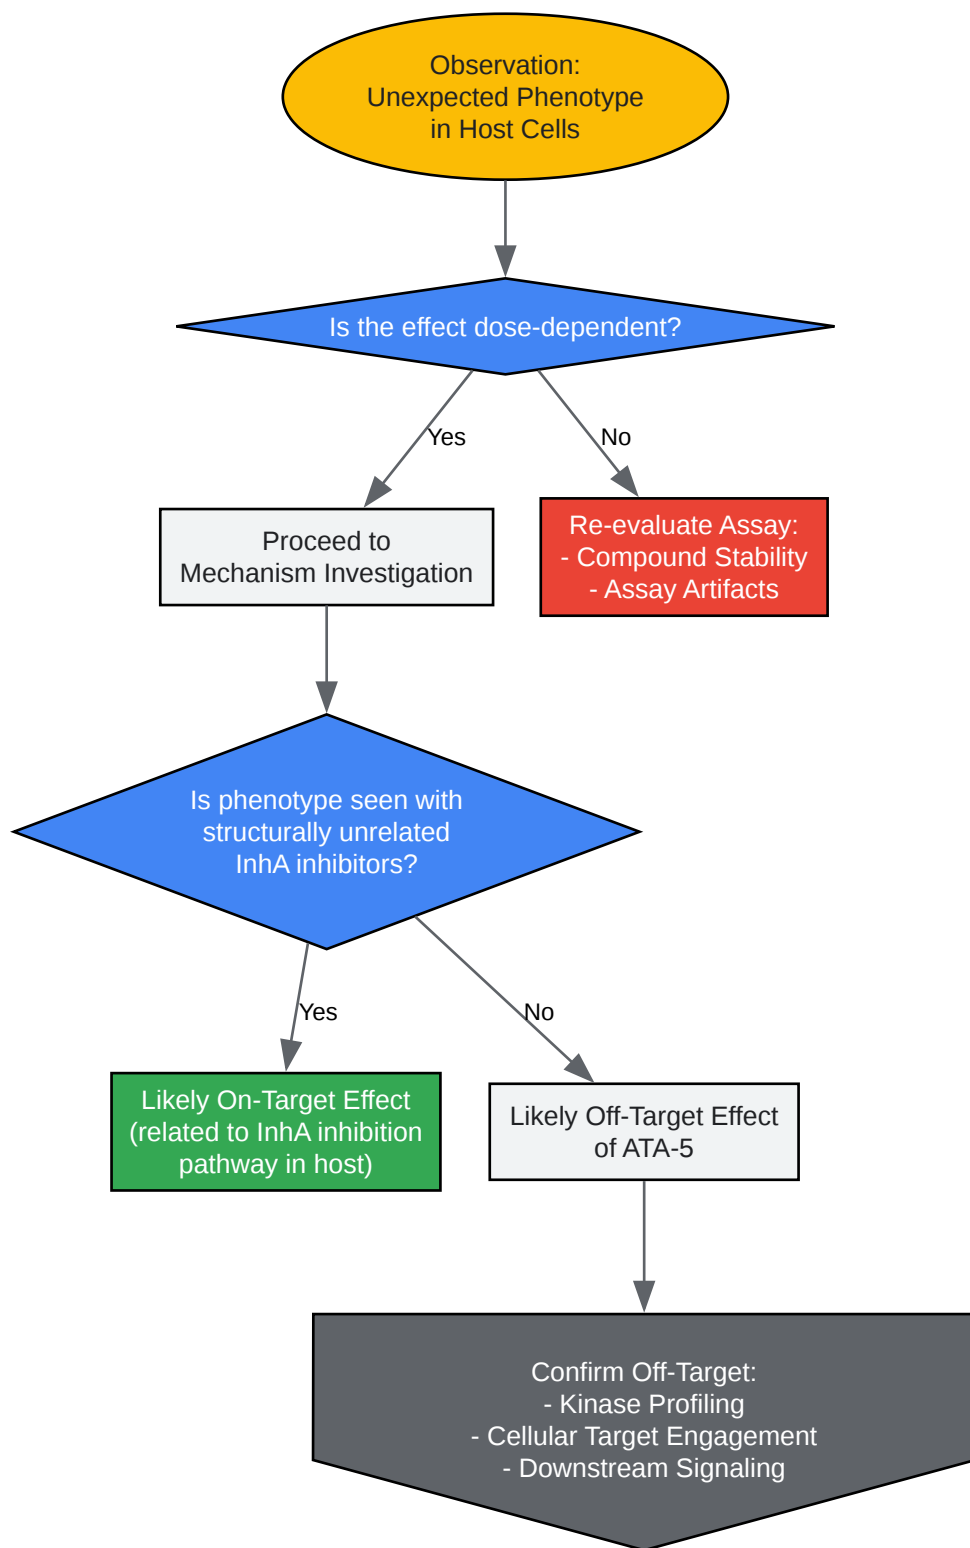 Observation:
Unexpected Phenotype
in Host Cells
Is the effect dose-dependent?
Yes
No
Proceed to
Mechanism Investigation
Re-evaluate Assay:
- Compound Stability
- Assay Artifacts
Is phenotype seen with
structurally unrelated
InhA inhibitors?
Yes
No
Likely On-Target Effect
(related to InhA inhibition
pathway in host)
Likely Off-Target Effect
of ATA-5
Confirm Off-Target:
- Kinase Profiling
- Cellular Target Engagement
- Downstream Signaling